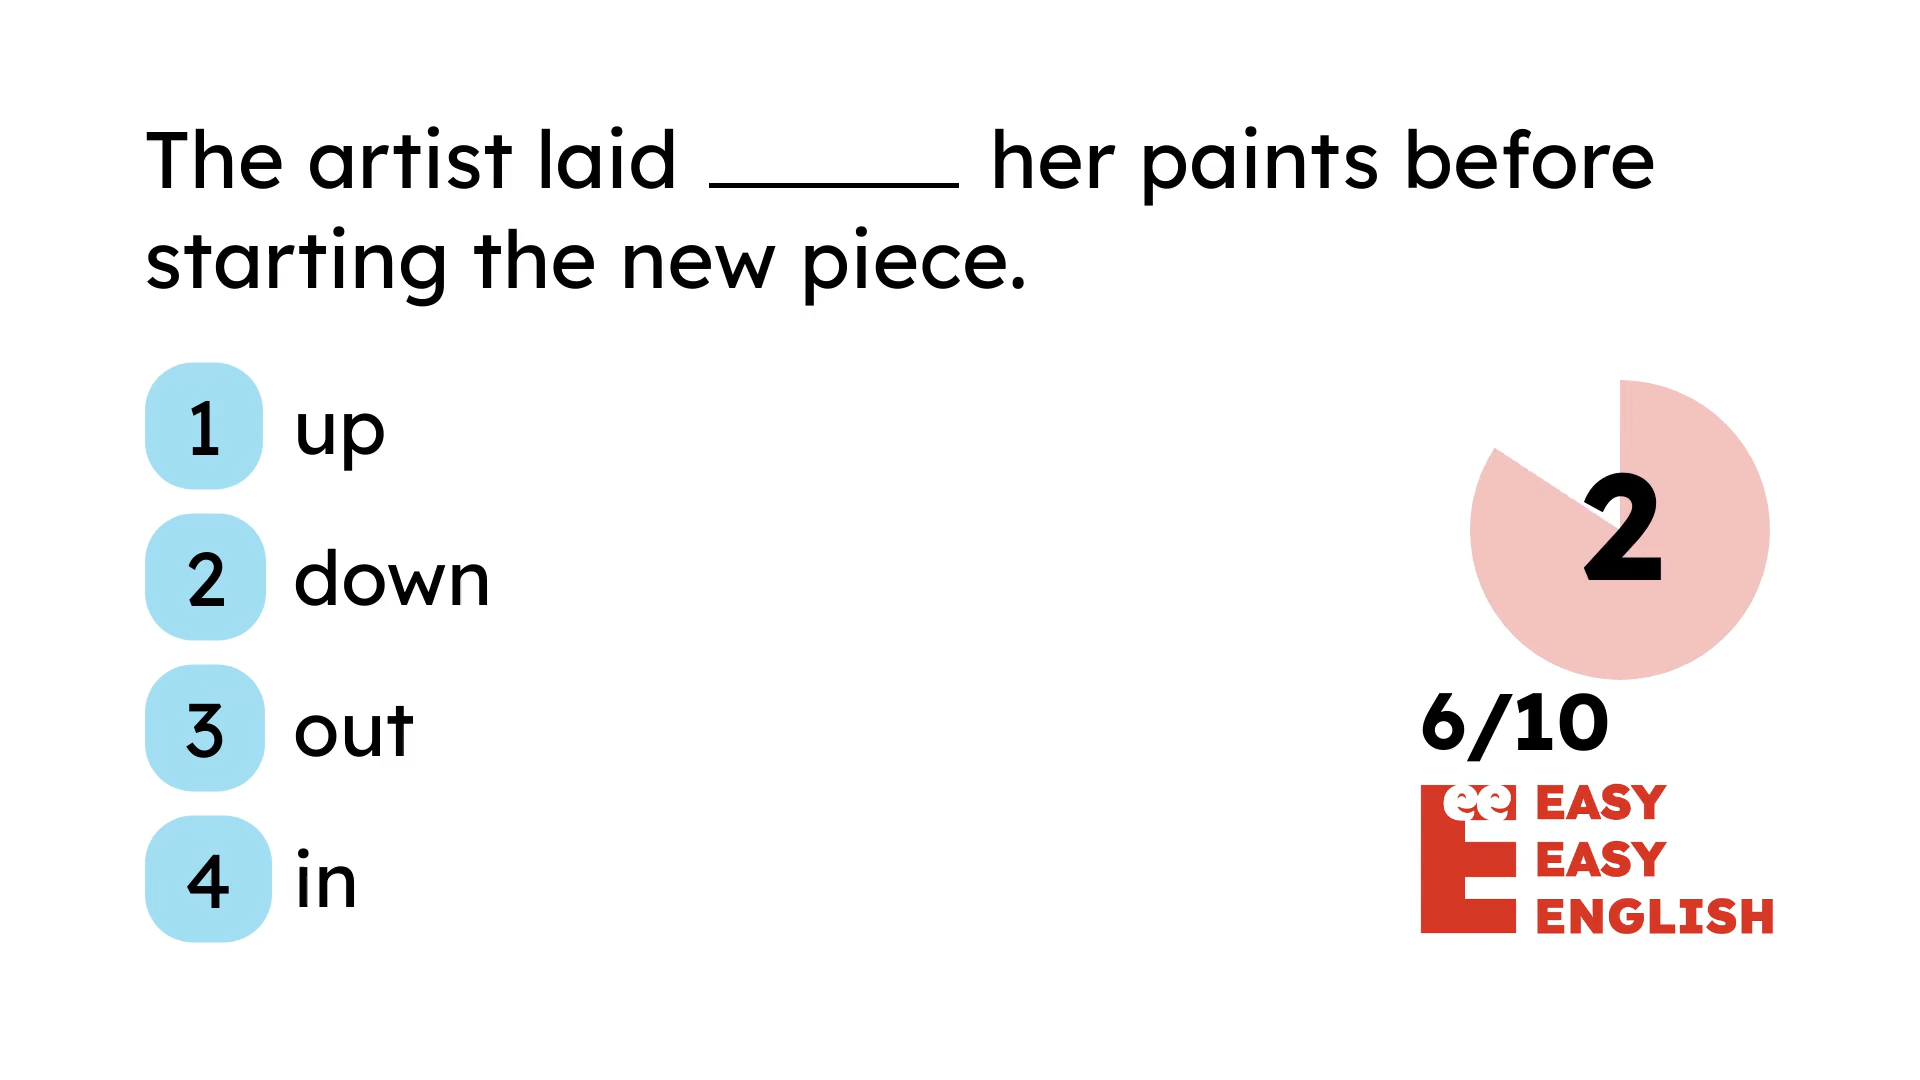 The artist laid ______ her paints before
starting the new piece.
1 up
2 down
3 out
4 in
2
6/10
ee EASY
EASY
E ENGLISH